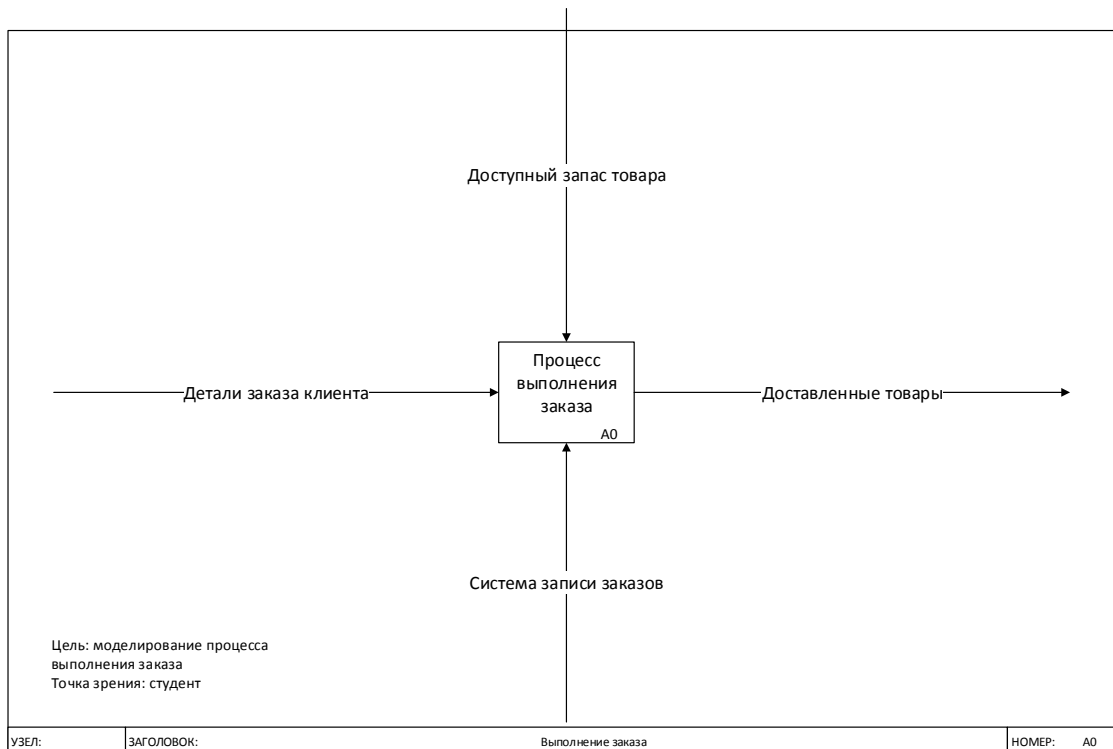 Доступный запас товара
Процесс
выполнения
заказа
A0
Детали заказа клиента
Доставленные товары
Система записи заказов
Цель: моделирование процесса
выполнения заказа
Точка зрения: студент
УЗЕЛ:
ЗАГОЛОВОК:
Выполнение заказа
НОМЕР:
A0